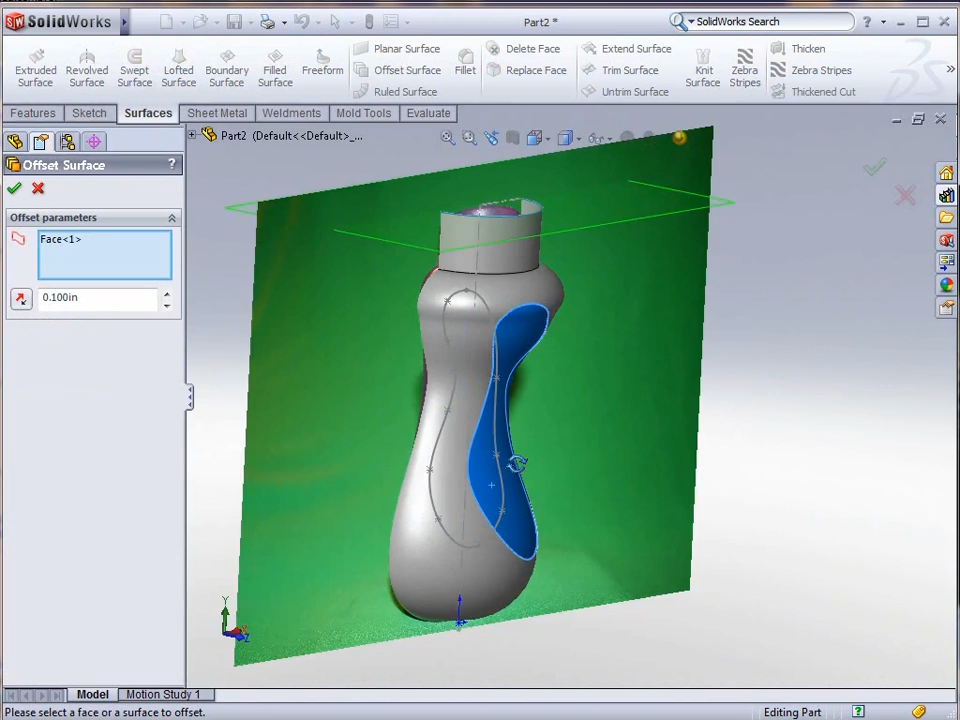 SolidWorks
Part2 *
SolidWorks Search
?
Extruded Surface
Revolved Surface
Swept Surface
Lofted Surface
Boundary Surface
Filled Surface
Freeform
Planar Surface
Offset Surface
Ruled Surface
Fillet
Delete Face
Replace Face
Extend Surface
Trim Surface
Untrim Surface
Knit Surface
Zebra Stripes
Thicken
Zebra Stripes
Thickened Cut
Features
Sketch
Surfaces
Sheet Metal
Weldments
Mold Tools
Evaluate
Part2 (Default<<Default>_...
Offset Surface
?
Offset parameters
Face<1>
0.100in
Y
Model
Motion Study 1
Please select a face or a surface to offset.
Editing Part
?